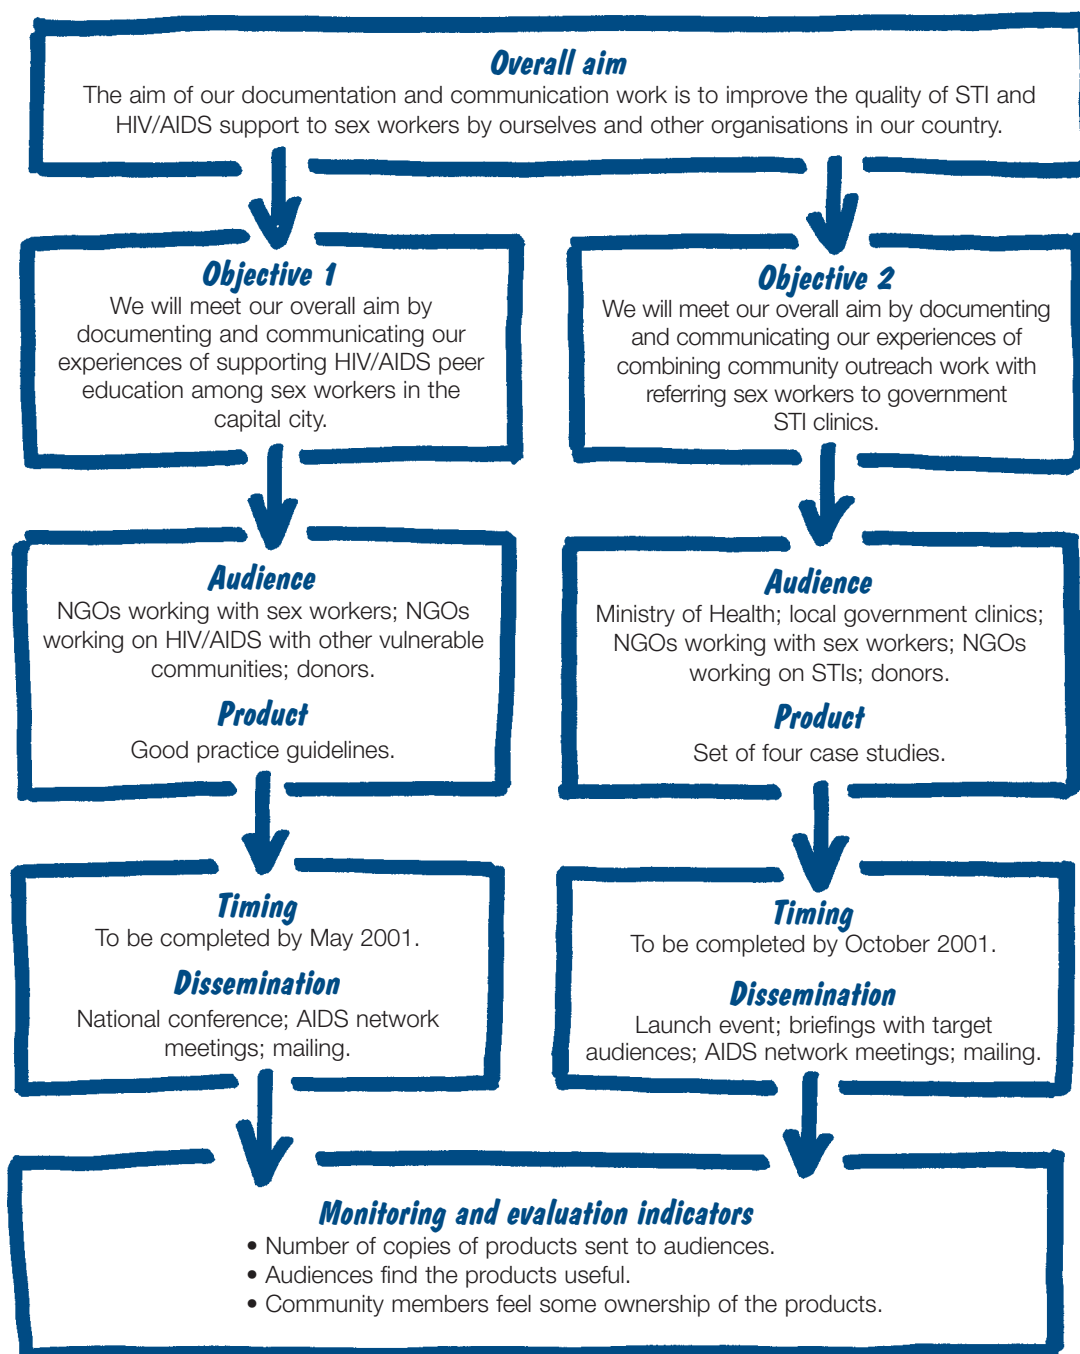 Overall aim
The aim of our documentation and communication work is to improve the quality of STI and
HIV/AIDS support to sex workers by ourselves and other organisations in our country.
Objective 1
We will meet our overall aim by
documenting and communicating our
experiences of supporting HIV/AIDS peer
education among sex workers in the
capital city.
Objective 2
We will meet our overall aim by documenting
and communicating our experiences of
combining community outreach work with
referring sex workers to government
STI clinics.
Audience
NGOs working with sex workers; NGOs
working on HIV/AIDS with other vulnerable
communities; donors.
Product
Good practice guidelines.
Audience
Ministry of Health; local government clinics;
NGOs working with sex workers; NGOs
working on STIs; donors.
Product
Set of four case studies.
Timing
To be completed by May 2001.
Dissemination
National conference; AIDS network
meetings; mailing.
Timing
To be completed by October 2001.
Dissemination
Launch event; briefings with target
audiences; AIDS network meetings; mailing.
Monitoring and evaluation indicators
• Number of copies of products sent to audiences.
• Audiences find the products useful.
• Community members feel some ownership of the products.